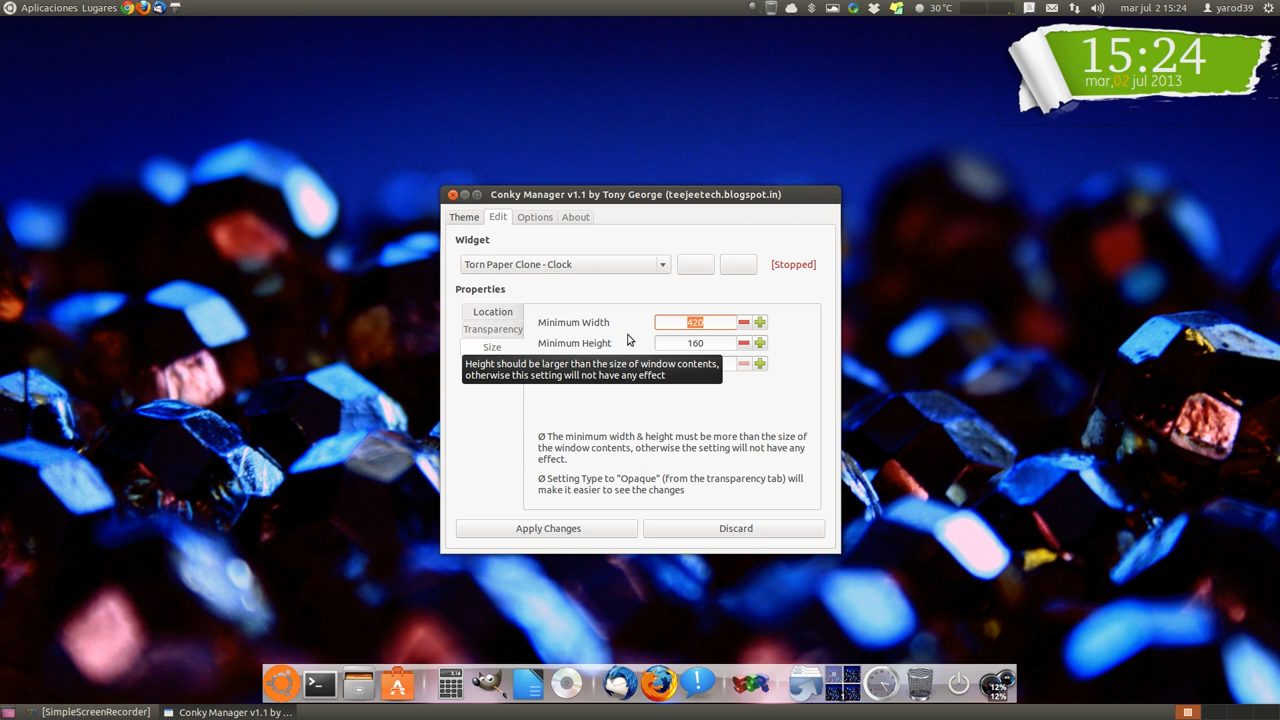 Aplicaciones Lugares
30 °C
mar jul 2 15:24
yarod39
15:24
mar,02 jul 2013
Conky Manager v1.1 by Tony George (teejeetech.blogspot.in)
Theme Edit Options About
Widget
Torn Paper Clone - Clock
[Stopped]
Properties
Location
Transparency
Size
Minimum Width 420
Minimum Height 160
Height should be larger than the size of window contents,
otherwise this setting will not have any effect
Ø The minimum width & height must be more than the size of
the window contents, otherwise the setting will not have any
effect.
Ø Setting Type to "Opaque" (from the transparency tab) will
make it easier to see the changes
Apply Changes Discard
3.14
1
12%
12%
[SimpleScreenRecorder]
Conky Manager v1.1 by ...